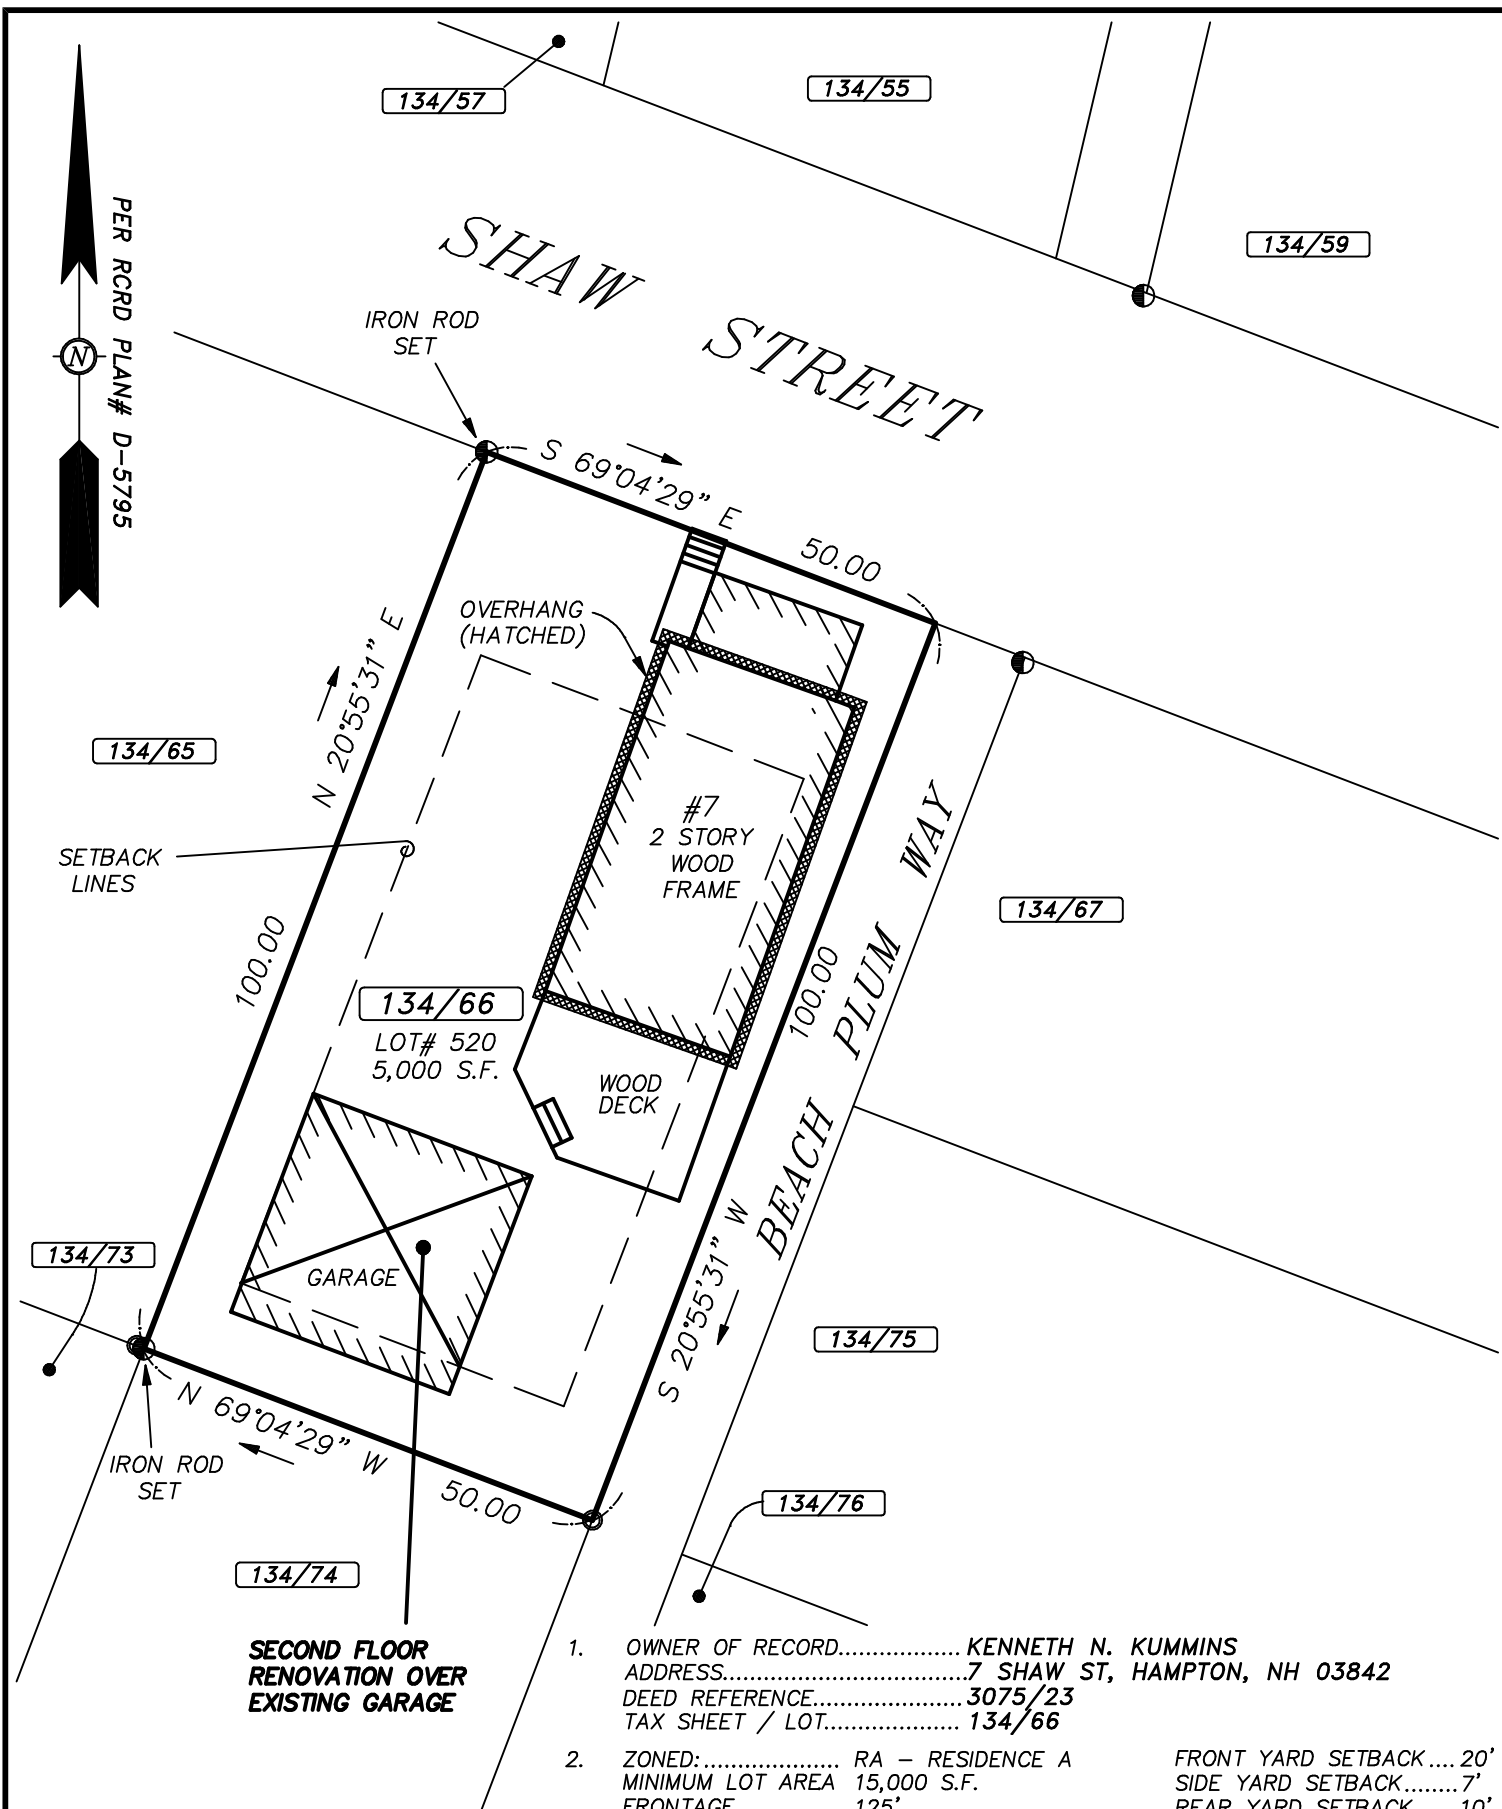 134/57
134/55
134/59
PER RCRD PLAN# D-5795
N
SHAW STREET
IRON ROD
SET
S 69°04'29" E
50.00
OVERHANG
(HATCHED)
N 20°55'31" E
100.00
134/65
SETBACK
LINES
#7
2 STORY
WOOD
FRAME
134/67
BEACH PLUM WAY
100.00
S 20°55'31" W
134/66
LOT# 520
5,000 S.F.
WOOD
DECK
GARAGE
134/73
134/75
IRON ROD
SET
N 69°04'29" W
50.00
134/76
134/74
SECOND FLOOR
RENOVATION OVER
EXISTING GARAGE
1. OWNER OF RECORD.................. KENNETH N. KUMMINS
ADDRESS.....................................7 SHAW ST, HAMPTON, NH 03842
DEED REFERENCE...................... 3075/23
TAX SHEET / LOT.................... 134/66
2. ZONED:.................... RA – RESIDENCE A
MINIMUM LOT AREA 15,000 S.F.
FRONTAGE 125'
FRONT YARD SETBACK.... 20'
SIDE YARD SETBACK........ 7'
REAR YARD SETBACK 10'